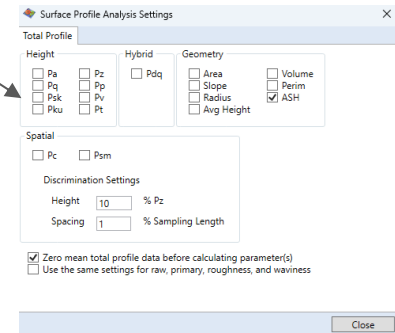 Surface Profile Analysis Settings
Total Profile
Height Hybrid Geometry
Pa Pz Pdq Area Volume
Pq Pp Slope Perim
Psk Pv Radius ASH
Pku Pt Avg Height
Spatial
Pc Psm
Discrimination Settings
Height 10 % Pz
Spacing 1 % Sampling Length
Zero mean total profile data before calculating parameter(s)
Use the same settings for raw, primary, roughness, and waviness
Close